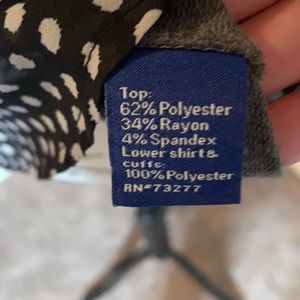 Top:
62% Polyester
34% Rayon
4% Spandex
Lower shirt&
cuffs:
100%Polyester
RN#73277